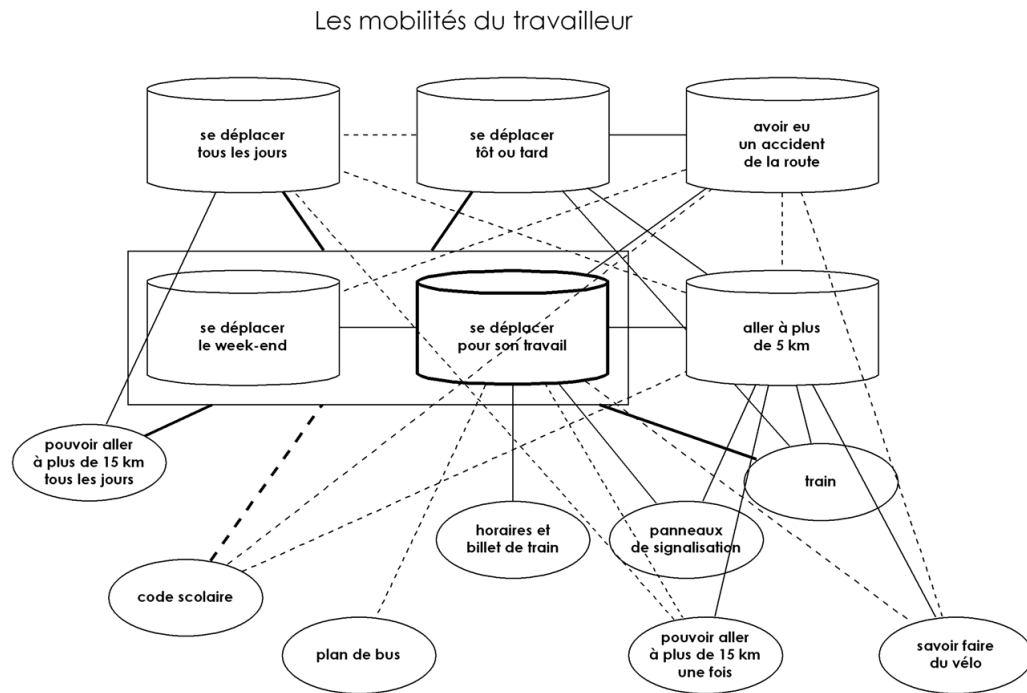 Les mobilités du travailleur
se déplacer
tous les jours
se déplacer
tôt ou tard
avoir eu
un accident
de la route
se déplacer
le week-end
se déplacer
pour son travail
aller à plus
de 5 km
pouvoir aller
à plus de 15 km
tous les jours
train
horaires et
billet de train
panneaux
de signalisation
code scolaire
plan de bus
pouvoir aller
à plus de 15 km
une fois
savoir faire
du vélo